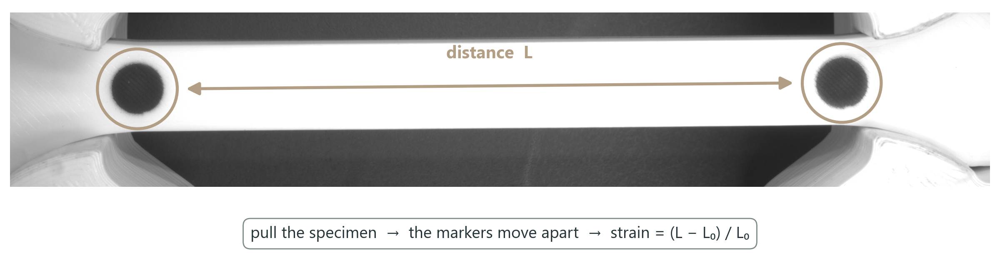 distance L
pull the specimen → the markers move apart → strain = (L − L₀) / L₀